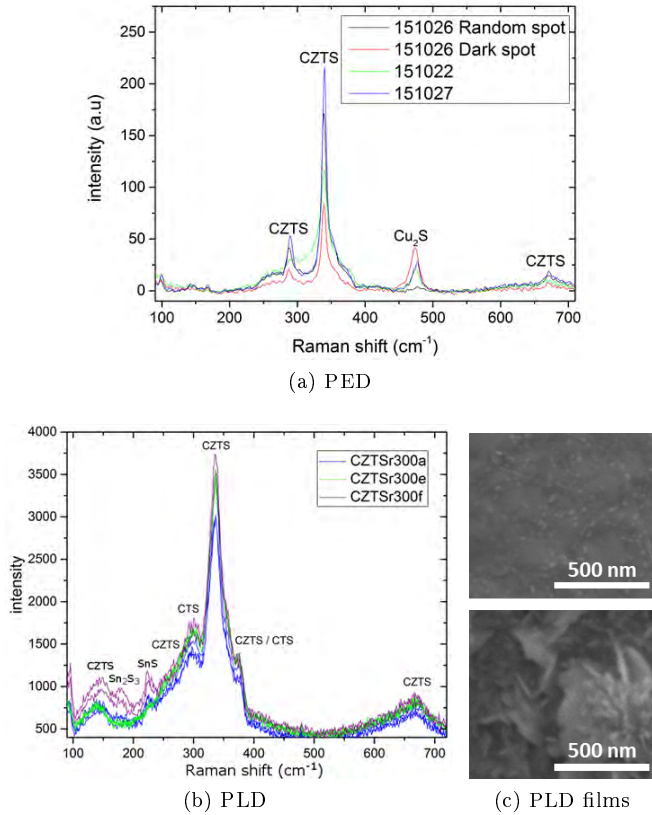 250
200
150
100
50
0
intensity (a.u)
151026 Random spot
151026 Dark spot
151022
151027
CZTS
CZTS
Cu₂S
CZTS
100 200 300 400 500 600 700
Raman shift (cm⁻¹)
(a) PED
4000
3500
3000
2500
2000
1500
1000
500
intensity
CZTSr300a
CZTSr300e
CZTSr300f
CZTS
CTS
CZTS
CZTS / CTS
SnS
CZTS
Sn₂S₃
CZTS
100 200 300 400 500 600 700
Raman shift (cm⁻¹)
(b) PLD
500 nm
500 nm
(c) PLD films